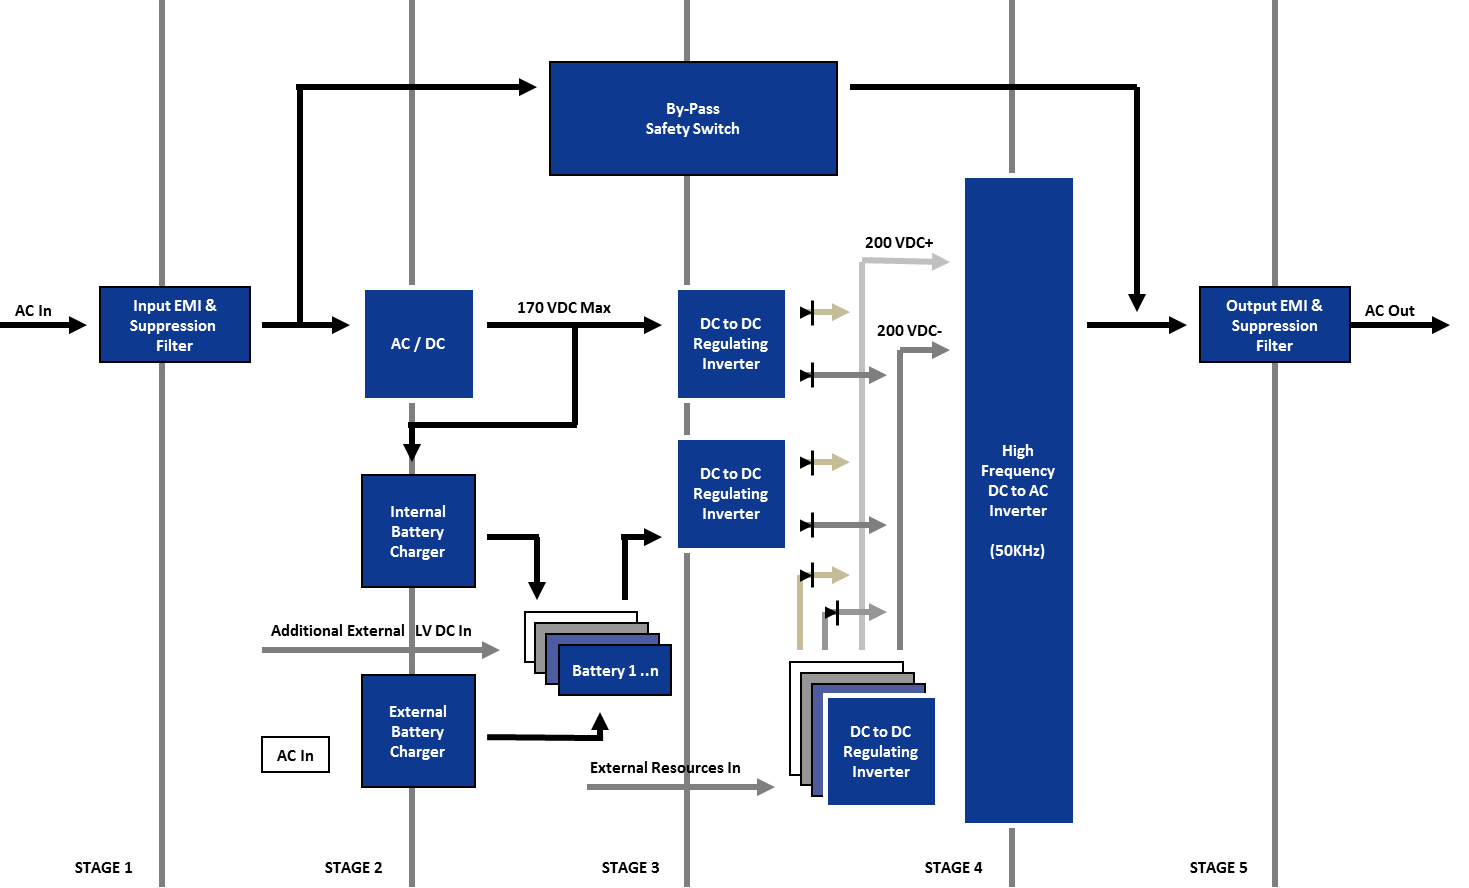 By-Pass
Safety Switch
200 VDC+
AC In
Input EMI &
Suppression
Filter
AC / DC
170 VDC Max
DC to DC
Regulating
Inverter
200 VDC-
Output EMI &
Suppression
Filter
AC Out
DC to DC
Regulating
Inverter
High
Frequency
DC to AC
Inverter
(50KHz)
Internal
Battery
Charger
Additional External LV DC In
Battery 1 ..n
External
Battery
Charger
AC In
External Resources In
DC to DC
Regulating
Inverter
STAGE 1
STAGE 2
STAGE 3
STAGE 4
STAGE 5